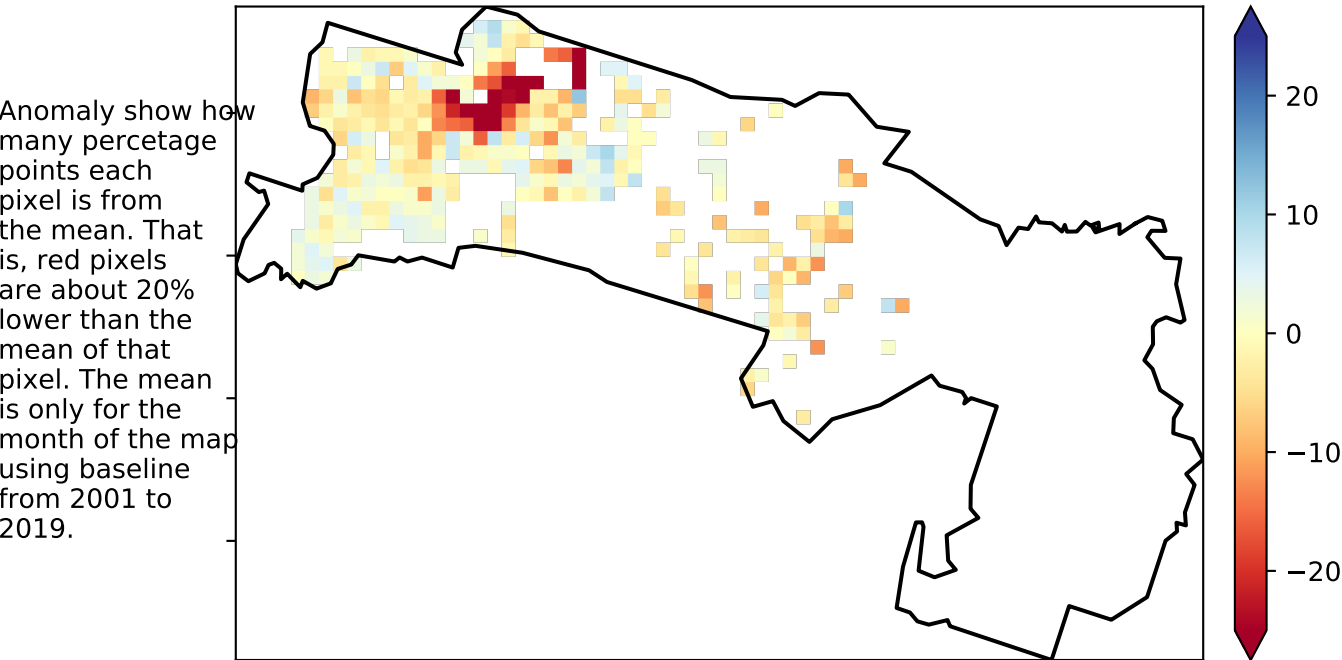 Anomaly show how
many percetage
points each
pixel is from
the mean. That
is, red pixels
are about 20%
lower than the
mean of that
pixel. The mean
is only for the
month of the map
using baseline
from 2001 to
2019.
20
10
0
−10
−20